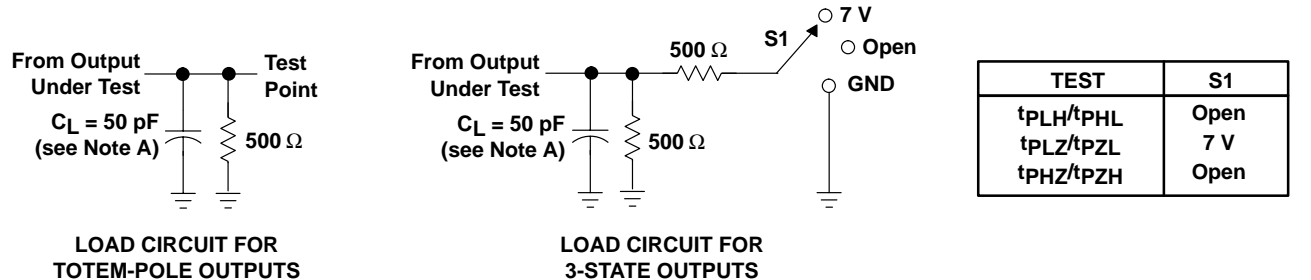 From Output
Under Test
Test
Point
CL = 50 pF
(see Note A)
500 Ω
LOAD CIRCUIT FOR
TOTEM-POLE OUTPUTS
From Output
Under Test
CL = 50 pF
(see Note A)
500 Ω
500 Ω
S1
7 V
Open
GND
LOAD CIRCUIT FOR
3-STATE OUTPUTS
TEST S1
tPLH/tPHL Open
tPLZ/tPZL 7 V
tPHZ/tPZH Open